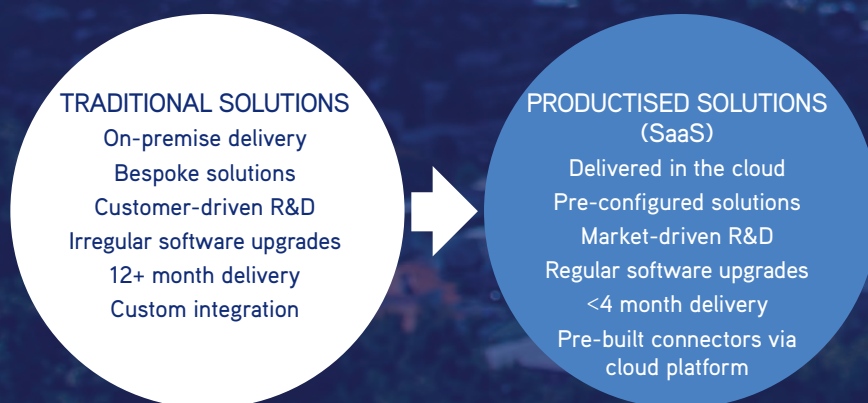 TRADITIONAL SOLUTIONS
On-premise delivery
Bespoke solutions
Customer-driven R&D
Irregular software upgrades
12+ month delivery
Custom integration
PRODUCTISED SOLUTIONS
(SaaS)
Delivered in the cloud
Pre-configured solutions
Market-driven R&D
Regular software upgrades
<4 month delivery
Pre-built connectors via
cloud platform